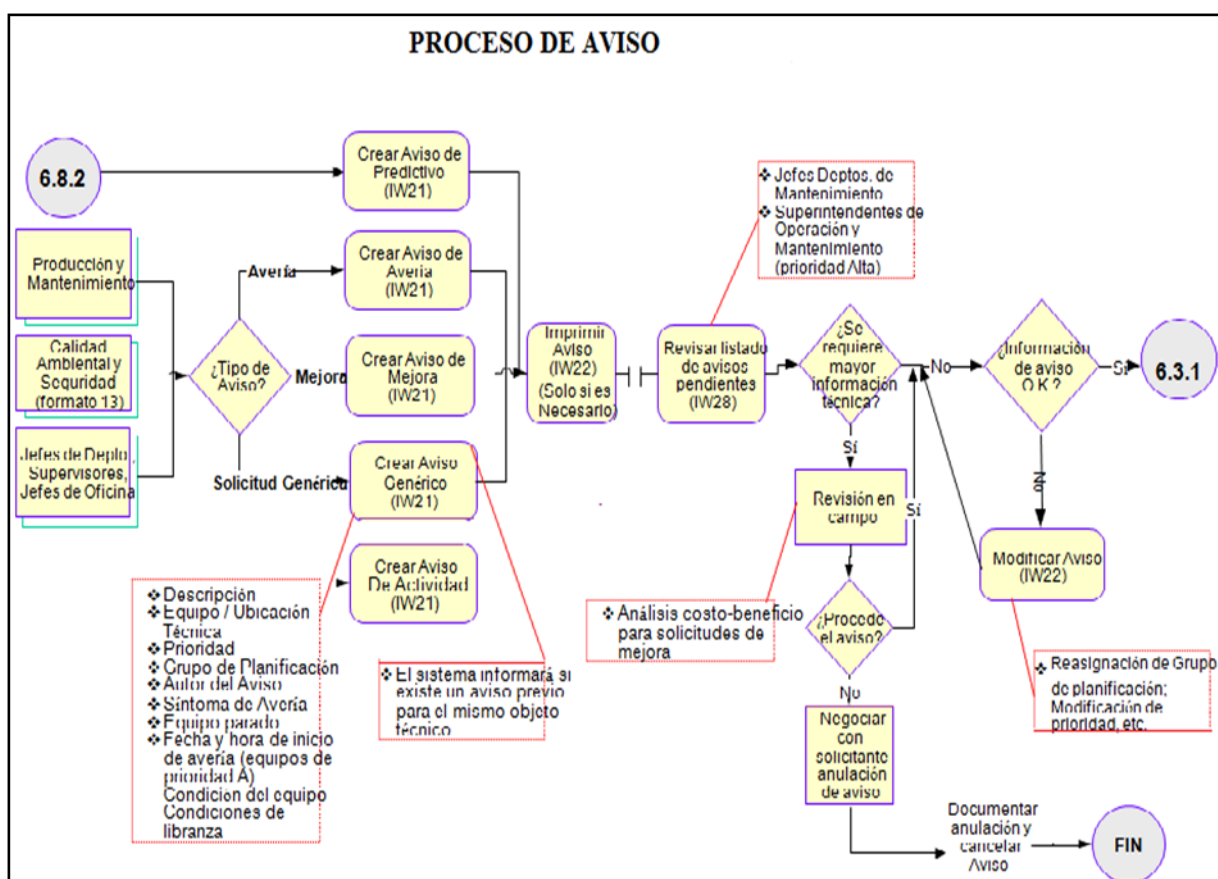 PROCESO DE AVISO
6.8.2
Producción y
Mantenimiento
Calidad
Ambiental y
Seguridad
(formato 13)
Jefes de Depto.,
Supervisores,
Jefes de Oficina
¿Tipo de
Aviso?
Avería
Mejora
Solicitud Genérica
Crear Aviso de
Predictivo
(IW21)
Crear Aviso de
Avería
(IW21)
Crear Aviso de
Mejora
(IW21)
Crear Aviso
Genérico
(IW21)
Crear Aviso
De Actividad
(IW21)
❖ Descripción
❖ Equipo / Ubicación
Técnica
❖ Prioridad
❖ Grupo de Planificación
❖ Autor del Aviso
❖ Síntoma de Avería
❖ Equipo parado
❖ Fecha y hora de inicio
de avería (equipos de
prioridad A)
Condición del equipo
Condiciones de
libranza
❖ El sistema informará si
existe un aviso previo
para el mismo objeto
técnico
Imprimir
Aviso
(IW22)
(Solo si es
Necesario)
Revisar listado
de avisos
pendientes
(IW28)
❖ Jefes Deptos. de
Mantenimiento
❖ Superintendentes de
Operación y
Mantenimiento
(prioridad Alta)
¿Se
requiere
mayor
información
técnica?
No
Sí
Revisión en
campo
Sí
❖ Análisis costo-beneficio
para solicitudes de
mejora
¿Procede
el aviso?
No
Negociar
con
solicitante
anulación
de aviso
Documentar
anulación y
cancelar
Aviso
FIN
¿Información
de aviso
O.K.?
Sí
6.3.1
No
Modificar Aviso
(IW22)
❖ Reasignación de Grupo
de planificación;
Modificación de
prioridad, etc.